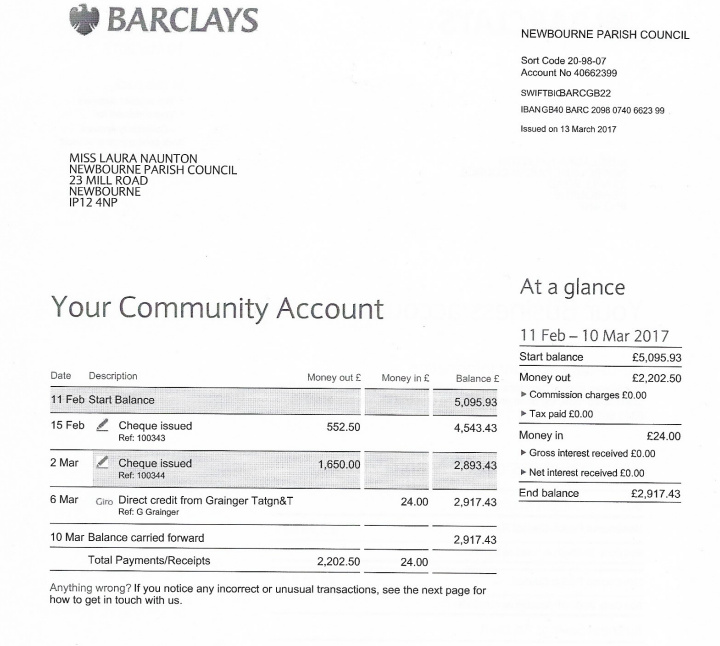 BARCLAYS
NEWBOURNE PARISH COUNCIL
Sort Code 20-98-07
Account No 40662399
SWIFTBICBARCGB22
IBANGB40 BARC 2098 0740 6623 99
Issued on 13 March 2017
MISS LAURA NAUNTON
NEWBOURNE PARISH COUNCIL
23 MILL ROAD
NEWBOURNE
IP12 4NP
Your Community Account
Date Description Money out £ Money in £ Balance £
11 Feb Start Balance 5,095.93
15 Feb Cheque issued 552.50 4,543.43
Ref: 100343
2 Mar Cheque issued 1,650.00 2,893.43
Ref: 100344
6 Mar Giro Direct credit from Grainger Tatgn&T 24.00 2,917.43
Ref: G Grainger
10 Mar Balance carried forward 2,917.43
Total Payments/Receipts 2,202.50 24.00
Anything wrong? If you notice any incorrect or unusual transactions, see the next page for
how to get in touch with us.
At a glance
11 Feb – 10 Mar 2017
Start balance £5,095.93
Money out £2,202.50
▶ Commission charges £0.00
▶ Tax paid £0.00
Money in £24.00
▶ Gross interest received £0.00
▶ Net interest received £0.00
End balance £2,917.43